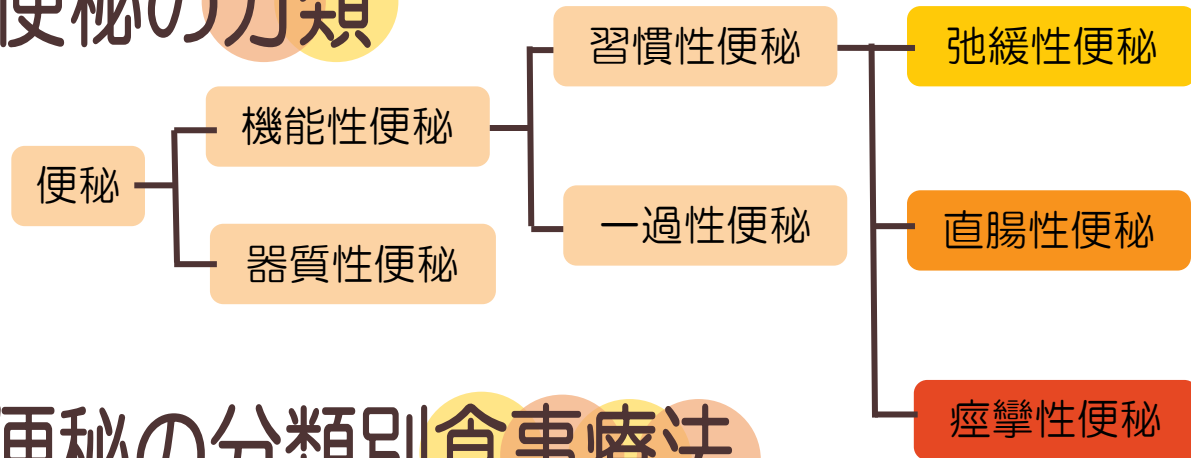 便秘の分類
便秘
機能性便秘
器質性便秘
習慣性便秘
一過性便秘
弛緩性便秘
直腸性便秘
痙攣性便秘
便秘の分類別食事療法